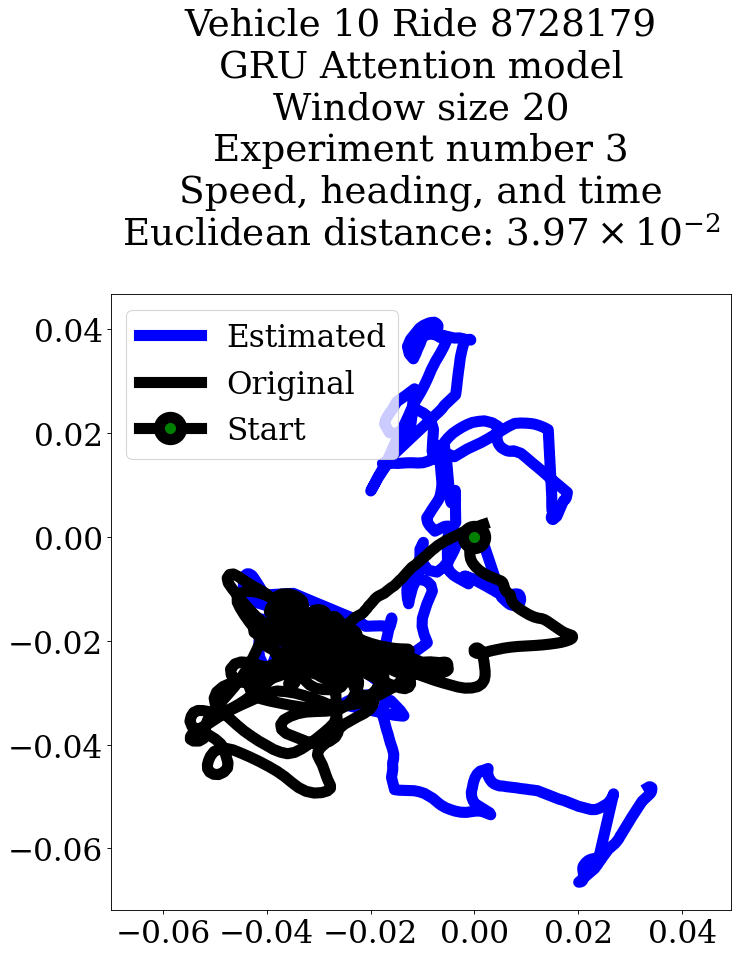 Vehicle 10 Ride 8728179
GRU Attention model
Window size 20
Experiment number 3
Speed, heading, and time
Euclidean distance: 3.97 × 10⁻²
Estimated
Original
Start
0.04
0.02
0.00
−0.02
−0.04
−0.06
−0.06 −0.04 −0.02 0.00 0.02 0.04